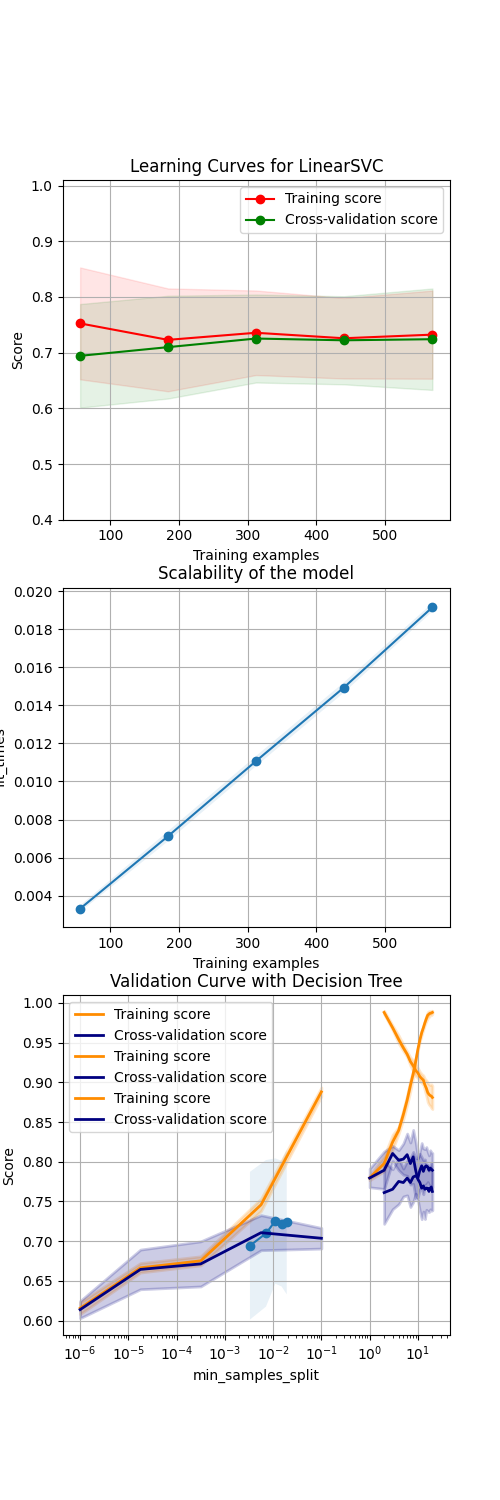 Learning Curves for LinearSVC
1.0
0.9
0.8
0.7
0.6
0.5
0.4
Score
Training score
Cross-validation score
100 200 300 400 500
Training examples
Scalability of the model
0.020
0.018
0.016
0.014
0.012
0.010
0.008
0.006
0.004
fit_times
100 200 300 400 500
Training examples
Validation Curve with Decision Tree
1.00
0.95
0.90
0.85
0.80
0.75
0.70
0.65
0.60
Score
Training score
Cross-validation score
Training score
Cross-validation score
Training score
Cross-validation score
10⁻⁶ 10⁻⁵ 10⁻⁴ 10⁻³ 10⁻² 10⁻¹ 10⁰ 10¹
min_samples_split